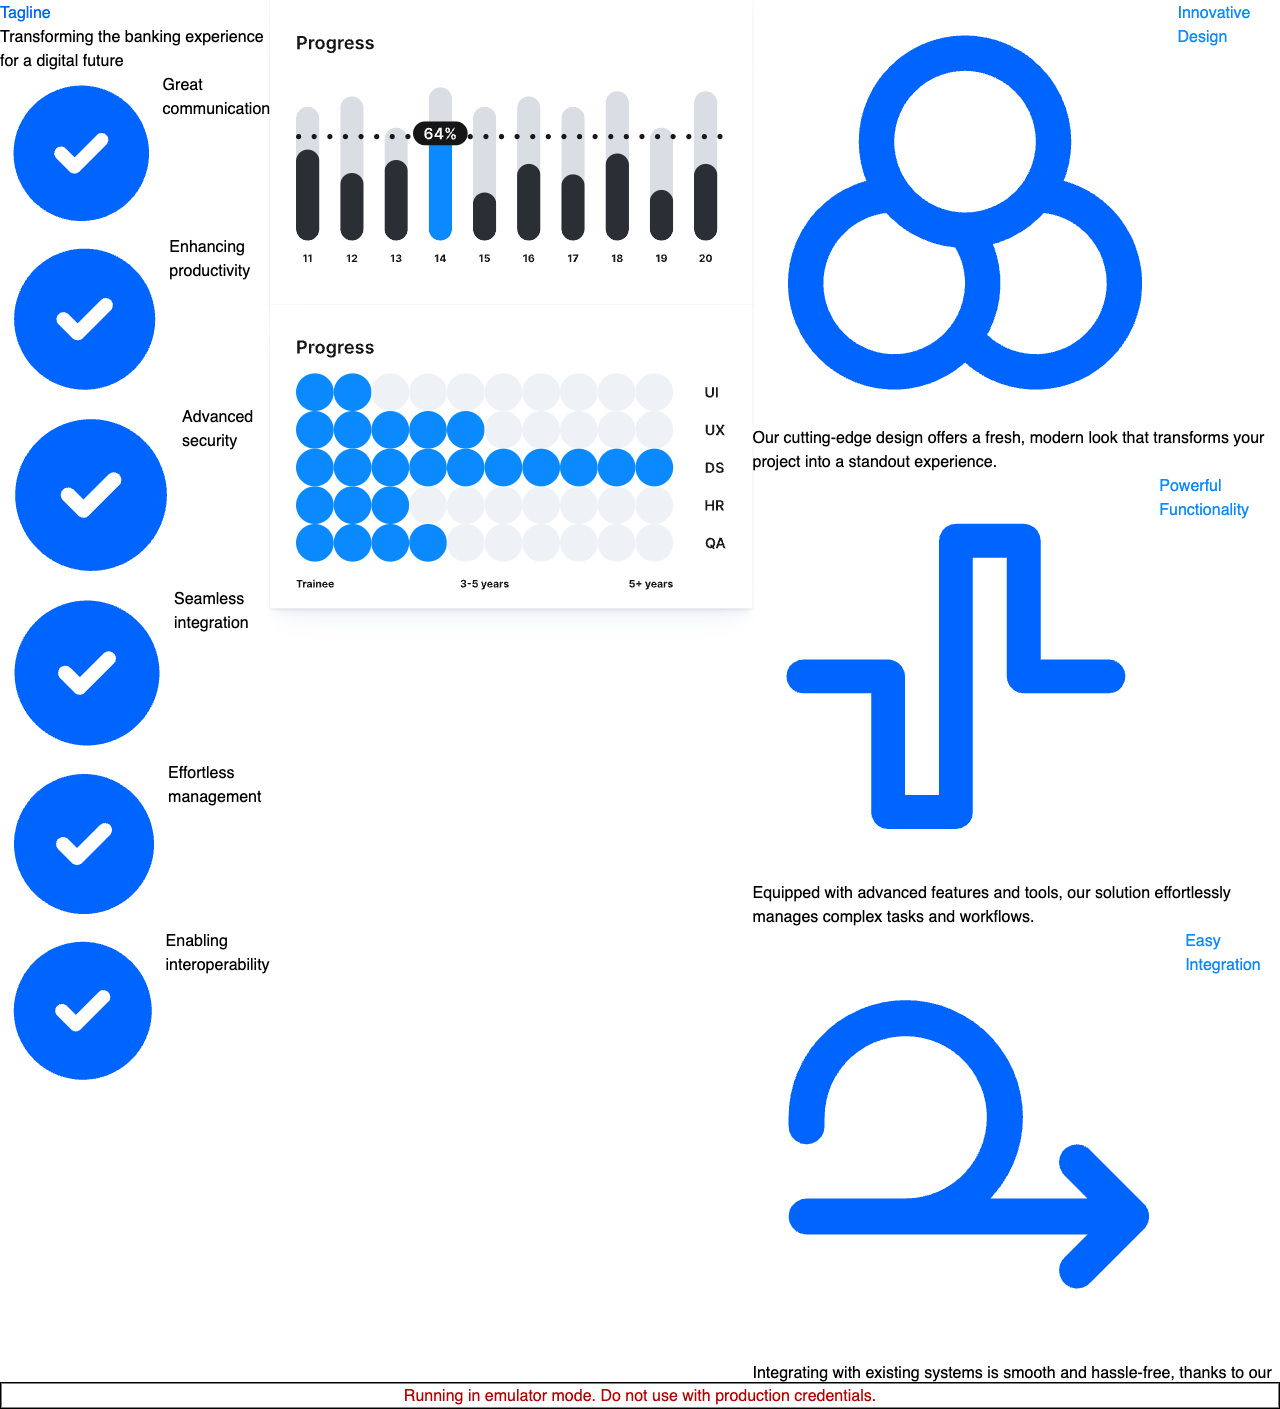 Tagline
Transforming the banking experience
for a digital future
Great
communication
Enhancing
productivity
Advanced
security
Seamless
integration
Effortless
management
Enabling
interoperability
Progress
64%
11 12 13 14 15 16 17 18 19 20
Progress
UI
UX
DS
HR
QA
Trainee 3-5 years 5+ years
Innovative
Design
Our cutting-edge design offers a fresh, modern look that transforms your
project into a standout experience.
Powerful
Functionality
Equipped with advanced features and tools, our solution effortlessly
manages complex tasks and workflows.
Easy
Integration
Integrating with existing systems is smooth and hassle-free, thanks to our
Running in emulator mode. Do not use with production credentials.